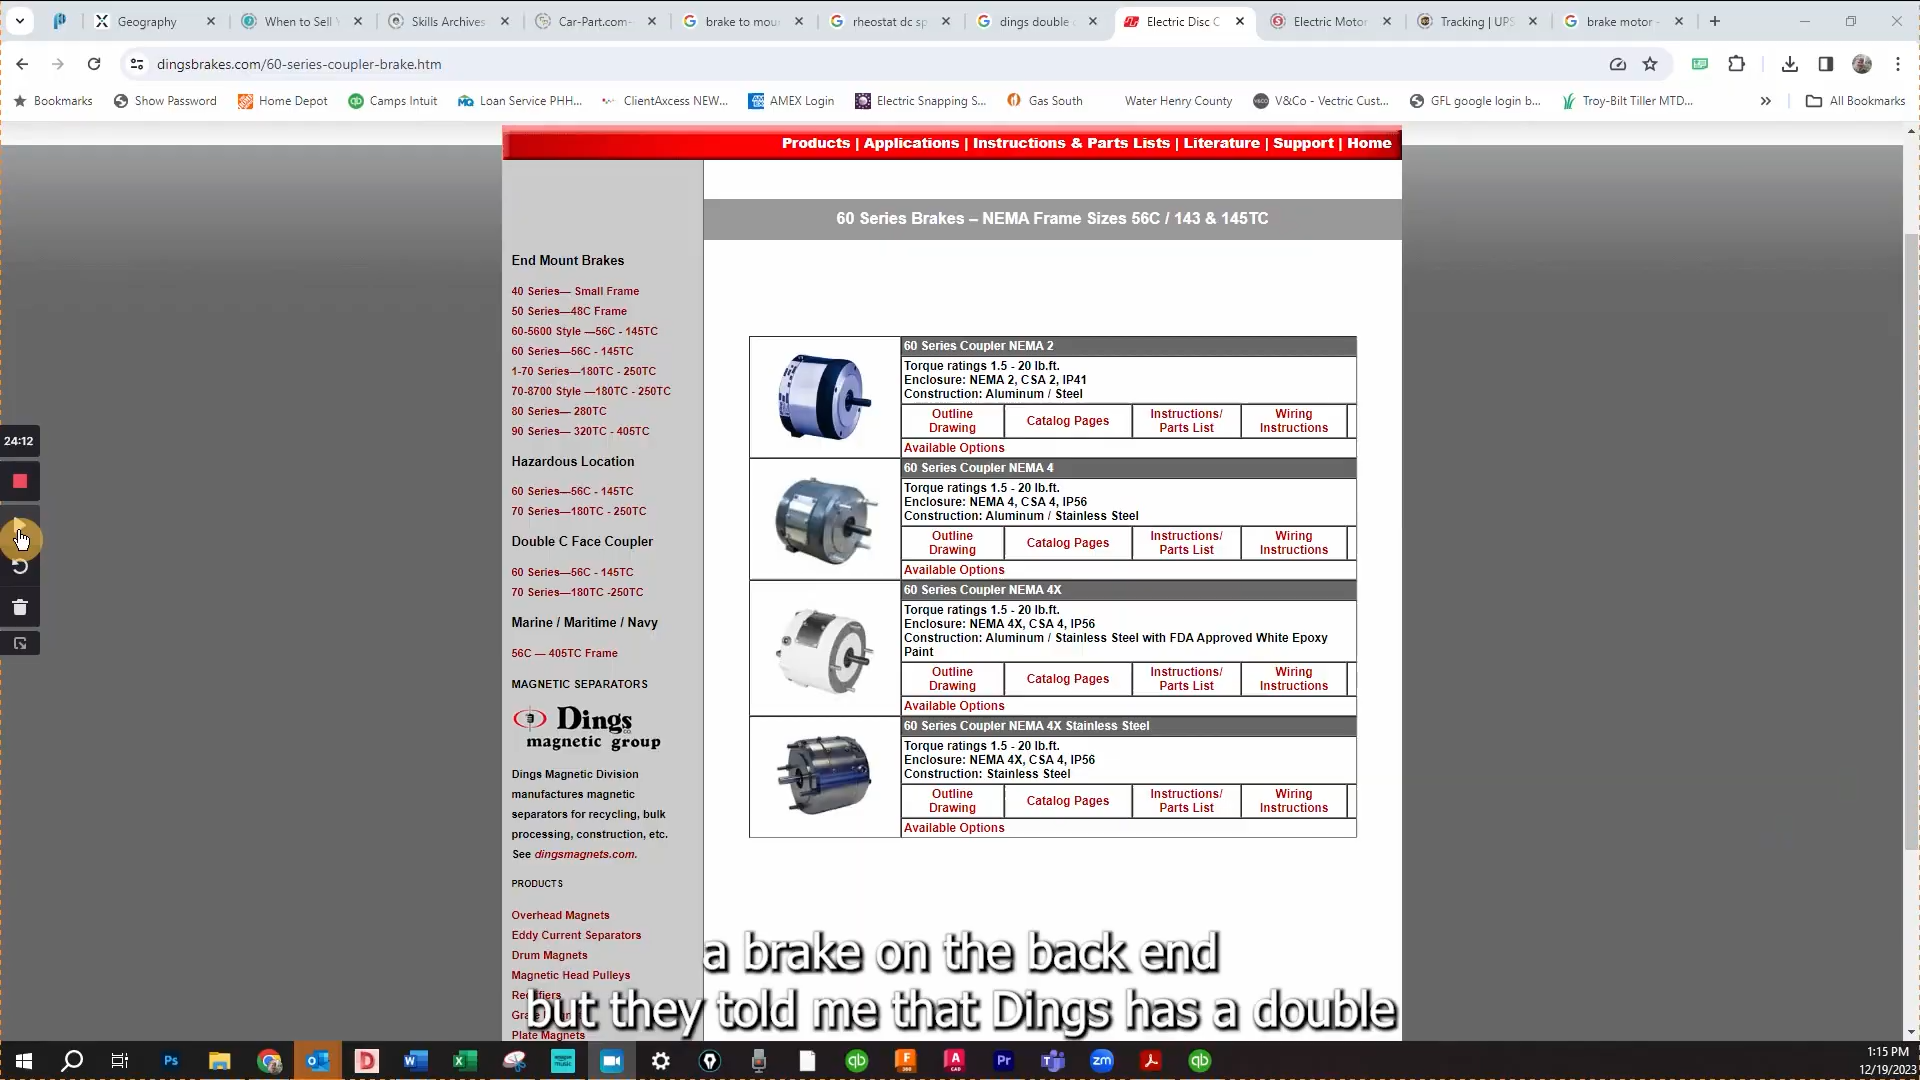 Geography
When to Sell
Skills Archives
Car-Part.com
brake to mou
rheostat dc sp
dings double
Electric Disc C
Electric Motor
Tracking | UPS
brake motor -
dingsbrakes.com/60-series-coupler-brake.htm
Bookmarks
Show Password
Home Depot
Camps Intuit
Loan Service PHH...
ClientAxcess NEW...
AMEX Login
Electric Snapping S...
Gas South
Water Henry County
V&Co - Vectric Cust...
GFL google login b...
Troy-Bilt Tiller MTD...
»
All Bookmarks
Products | Applications | Instructions & Parts Lists | Literature | Support | Home
60 Series Brakes – NEMA Frame Sizes 56C / 143 & 145TC
End Mount Brakes
40 Series— Small Frame
50 Series—48C Frame
60-5600 Style —56C - 145TC
60 Series—56C - 145TC
1-70 Series—180TC - 250TC
70-8700 Style —180TC - 250TC
80 Series— 280TC
90 Series— 320TC - 405TC
Hazardous Location
60 Series—56C - 145TC
70 Series—180TC - 250TC
Double C Face Coupler
60 Series—56C - 145TC
70 Series—180TC -250TC
Marine / Maritime / Navy
56C — 405TC Frame
MAGNETIC SEPARATORS
Dings CO.
magnetic group
Dings Magnetic Division
manufactures magnetic
separators for recycling, bulk
processing, construction, etc.
See dingsmagnets.com.
PRODUCTS
Overhead Magnets
Eddy Current Separators
Drum Magnets
Magnetic Head Pulleys
Plate Magnets
60 Series Coupler NEMA 2
Torque ratings 1.5 - 20 lb.ft.
Enclosure: NEMA 2, CSA 2, IP41
Construction: Aluminum / Steel
Outline Drawing
Catalog Pages
Instructions/ Parts List
Wiring Instructions
Available Options
60 Series Coupler NEMA 4
Torque ratings 1.5 - 20 lb.ft.
Enclosure: NEMA 4, CSA 4, IP56
Construction: Aluminum / Stainless Steel
Outline Drawing
Catalog Pages
Instructions/ Parts List
Wiring Instructions
Available Options
60 Series Coupler NEMA 4X
Torque ratings 1.5 - 20 lb.ft.
Enclosure: NEMA 4X, CSA 4, IP56
Construction: Aluminum / Stainless Steel with FDA Approved White Epoxy
Paint
Outline Drawing
Catalog Pages
Instructions/ Parts List
Wiring Instructions
Available Options
60 Series Coupler NEMA 4X Stainless Steel
Torque ratings 1.5 - 20 lb.ft.
Enclosure: NEMA 4X, CSA 4, IP56
Construction: Stainless Steel
Outline Drawing
Catalog Pages
Instructions/ Parts List
Wiring Instructions
Available Options
24:12
a brake on the back end
but they told me that Dings has a double
1:15 PM
12/19/2023